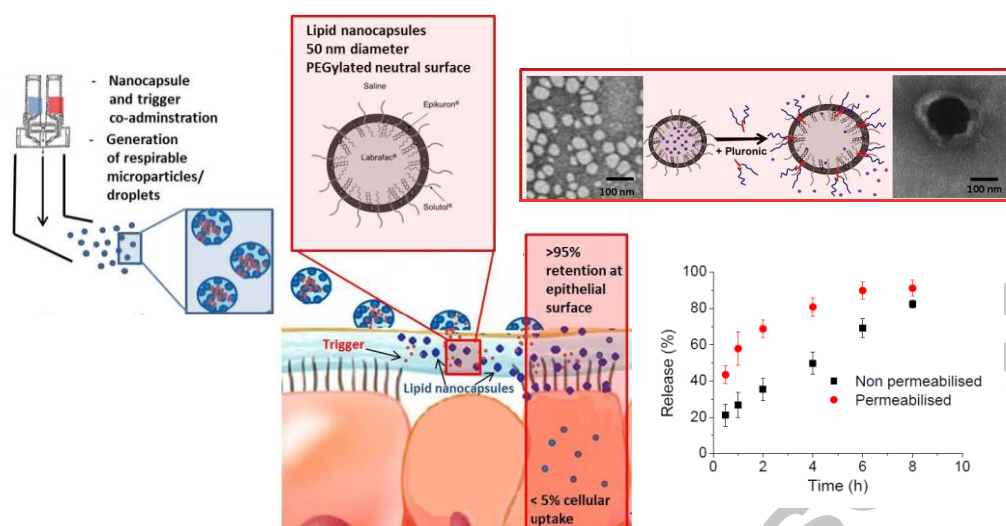 - Nanocapsule
and trigger
co-adminstration
- Generation
of respirable
microparticles/
droplets
Lipid nanocapsules
50 nm diameter
PEGylated neutral surface
Saline
Epikuron®
Labrafac®
Solutol®
100 nm
+ Pluronic
100 nm
>95%
retention at
epithelial
surface
Trigger
Lipid nanocapsules
< 5% cellular
uptake
Release (%)
100
80
60
40
20
0
Non permeabilised
Permeabilised
0
2
4
6
8
10
Time (h)